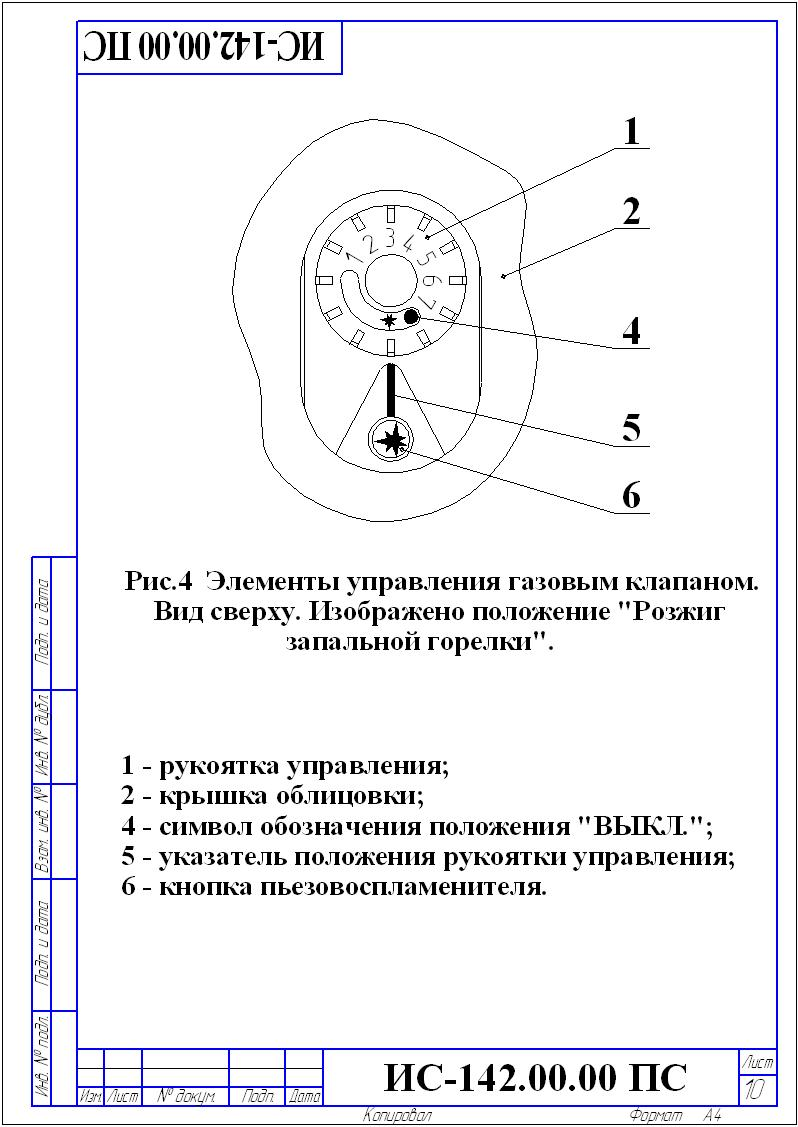 ИС-142.00.00 ПС
1
2
1 2 3 4 5 6 7
4
5
6
Рис.4 Элементы управления газовым клапаном.
Вид сверху. Изображено положение "Розжиг
запальной горелки".
1 - рукоятка управления;
2 - крышка облицовки;
4 - символ обозначения положения "ВЫКЛ.";
5 - указатель положения рукоятки управления;
6 - кнопка пьезовоспламенителя.
Подп. и дата
Инв. № дубл.
Взам. инв. №
Подп. и дата
Инв. № подл.
Изм. Лист № докум. Подп. Дата
ИС-142.00.00 ПС
Лист
10
Копировал
Формат А4